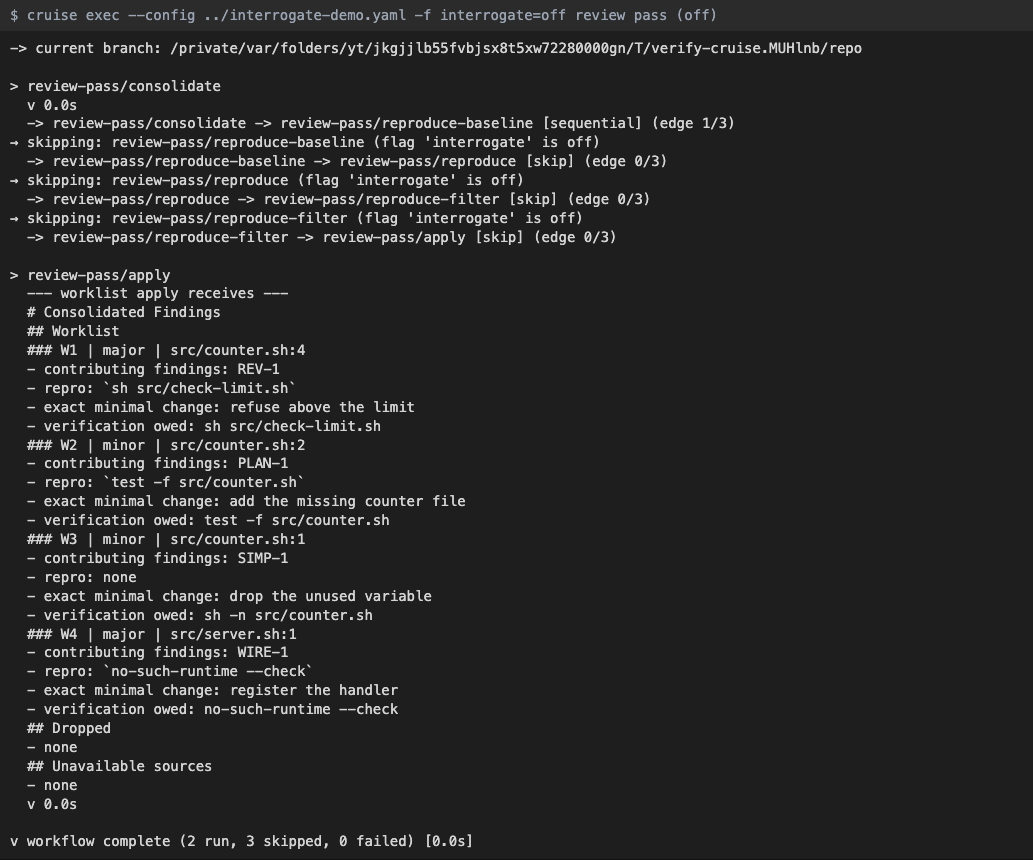 $ cruise exec --config ../interrogate-demo.yaml -f interrogate=off review pass (off)
-> current branch: /private/var/folders/yt/jkgjjlb55fvbjsx8t5xw72280000gn/T/verify-cruise.MUHlnb/repo
> review-pass/consolidate
v 0.0s
-> review-pass/consolidate -> review-pass/reproduce-baseline [sequential] (edge 1/3)
→ skipping: review-pass/reproduce-baseline (flag 'interrogate' is off)
-> review-pass/reproduce-baseline -> review-pass/reproduce [skip] (edge 0/3)
→ skipping: review-pass/reproduce (flag 'interrogate' is off)
-> review-pass/reproduce -> review-pass/reproduce-filter [skip] (edge 0/3)
→ skipping: review-pass/reproduce-filter (flag 'interrogate' is off)
-> review-pass/reproduce-filter -> review-pass/apply [skip] (edge 0/3)
> review-pass/apply
--- worklist apply receives ---
# Consolidated Findings
## Worklist
### W1 | major | src/counter.sh:4
- contributing findings: REV-1
- repro: `sh src/check-limit.sh`
- exact minimal change: refuse above the limit
- verification owed: sh src/check-limit.sh
### W2 | minor | src/counter.sh:2
- contributing findings: PLAN-1
- repro: `test -f src/counter.sh`
- exact minimal change: add the missing counter file
- verification owed: test -f src/counter.sh
### W3 | minor | src/counter.sh:1
- contributing findings: SIMP-1
- repro: none
- exact minimal change: drop the unused variable
- verification owed: sh -n src/counter.sh
### W4 | major | src/server.sh:1
- contributing findings: WIRE-1
- repro: `no-such-runtime --check`
- exact minimal change: register the handler
- verification owed: no-such-runtime --check
## Dropped
- none
## Unavailable sources
- none
v 0.0s
v workflow complete (2 run, 3 skipped, 0 failed) [0.0s]